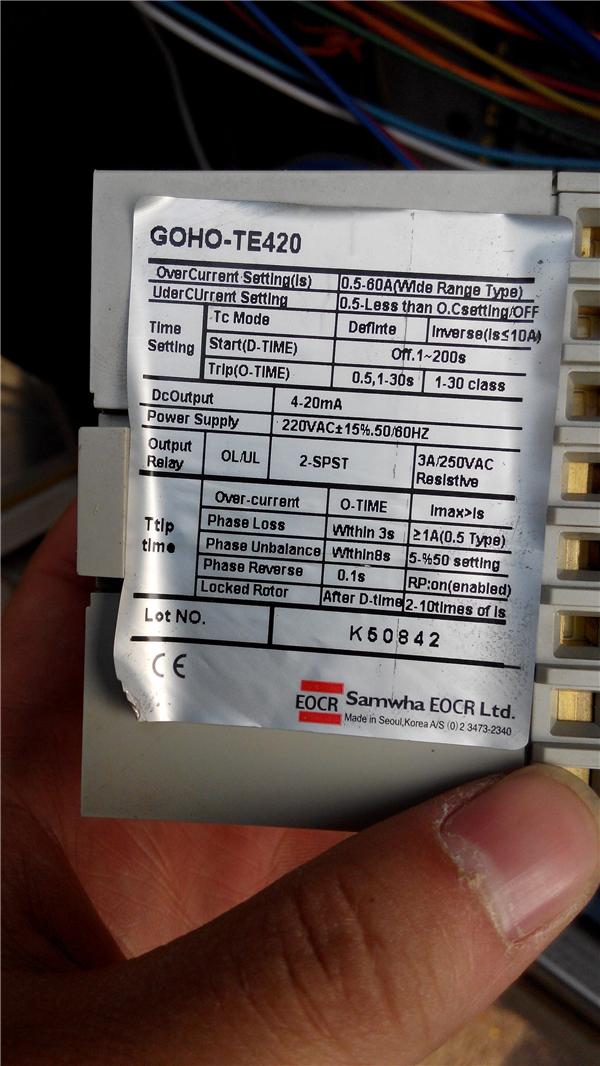 GOHO-TE420
OverCurrent Setting(Is) 0.5-60A(Wide Range Type)
UderCUrrent Setting 0.5-Less than O.Csetting/OFF
Time Setting Tc Mode Definte Inverse(Is≤10A)
Start(D-TIME) Off.1~200s
Trip(O-TIME) 0.5,1-30s 1-30 class
DcOutput 4-20mA
Power Supply 220VAC±15%.50/60HZ
Output Relay OL/UL 2-SPST 3A/250VAC Resistive
Ttip time Over-current O-TIME Imax>Is
Phase Loss Within 3s ≥1A(0.5 Type)
Phase Unbalance Within8s 5-%50 setting
Phase Reverse 0.1s RP:on(enabled)
Locked Rotor After D-time 2-10times of Is
Lot NO. K50842
CE
EOCR Samwha EOCR Ltd.
Made in Seoul,Korea A/S (0)2 3473-2340